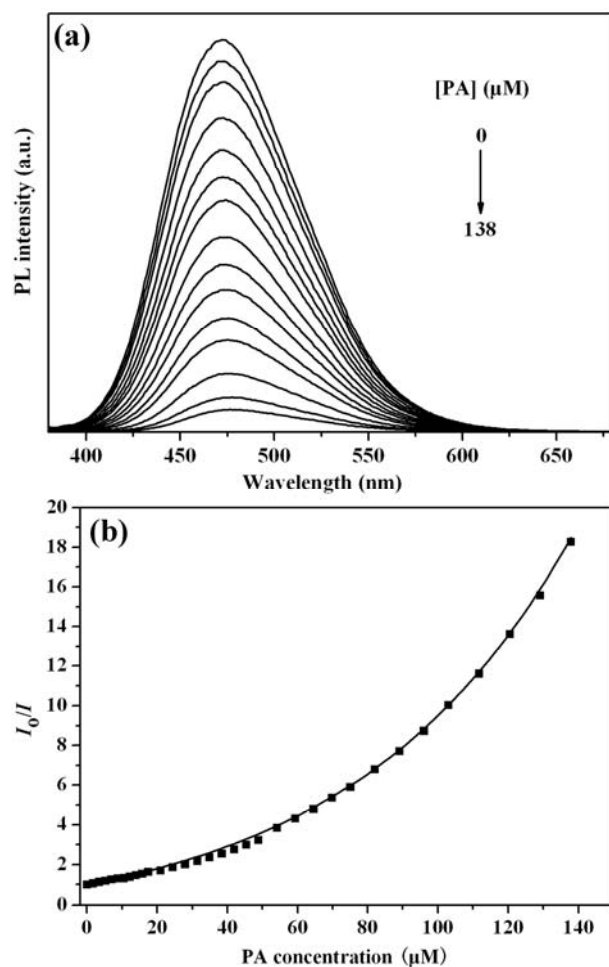 (a)
[PA] (μM)
0
138
PL intensity (a.u.)
400 450 500 550 600 650
Wavelength (nm)
(b)
20
18
16
14
12
10
8
6
4
2
0
I₀/I
0 20 40 60 80 100 120 140
PA concentration (μM)